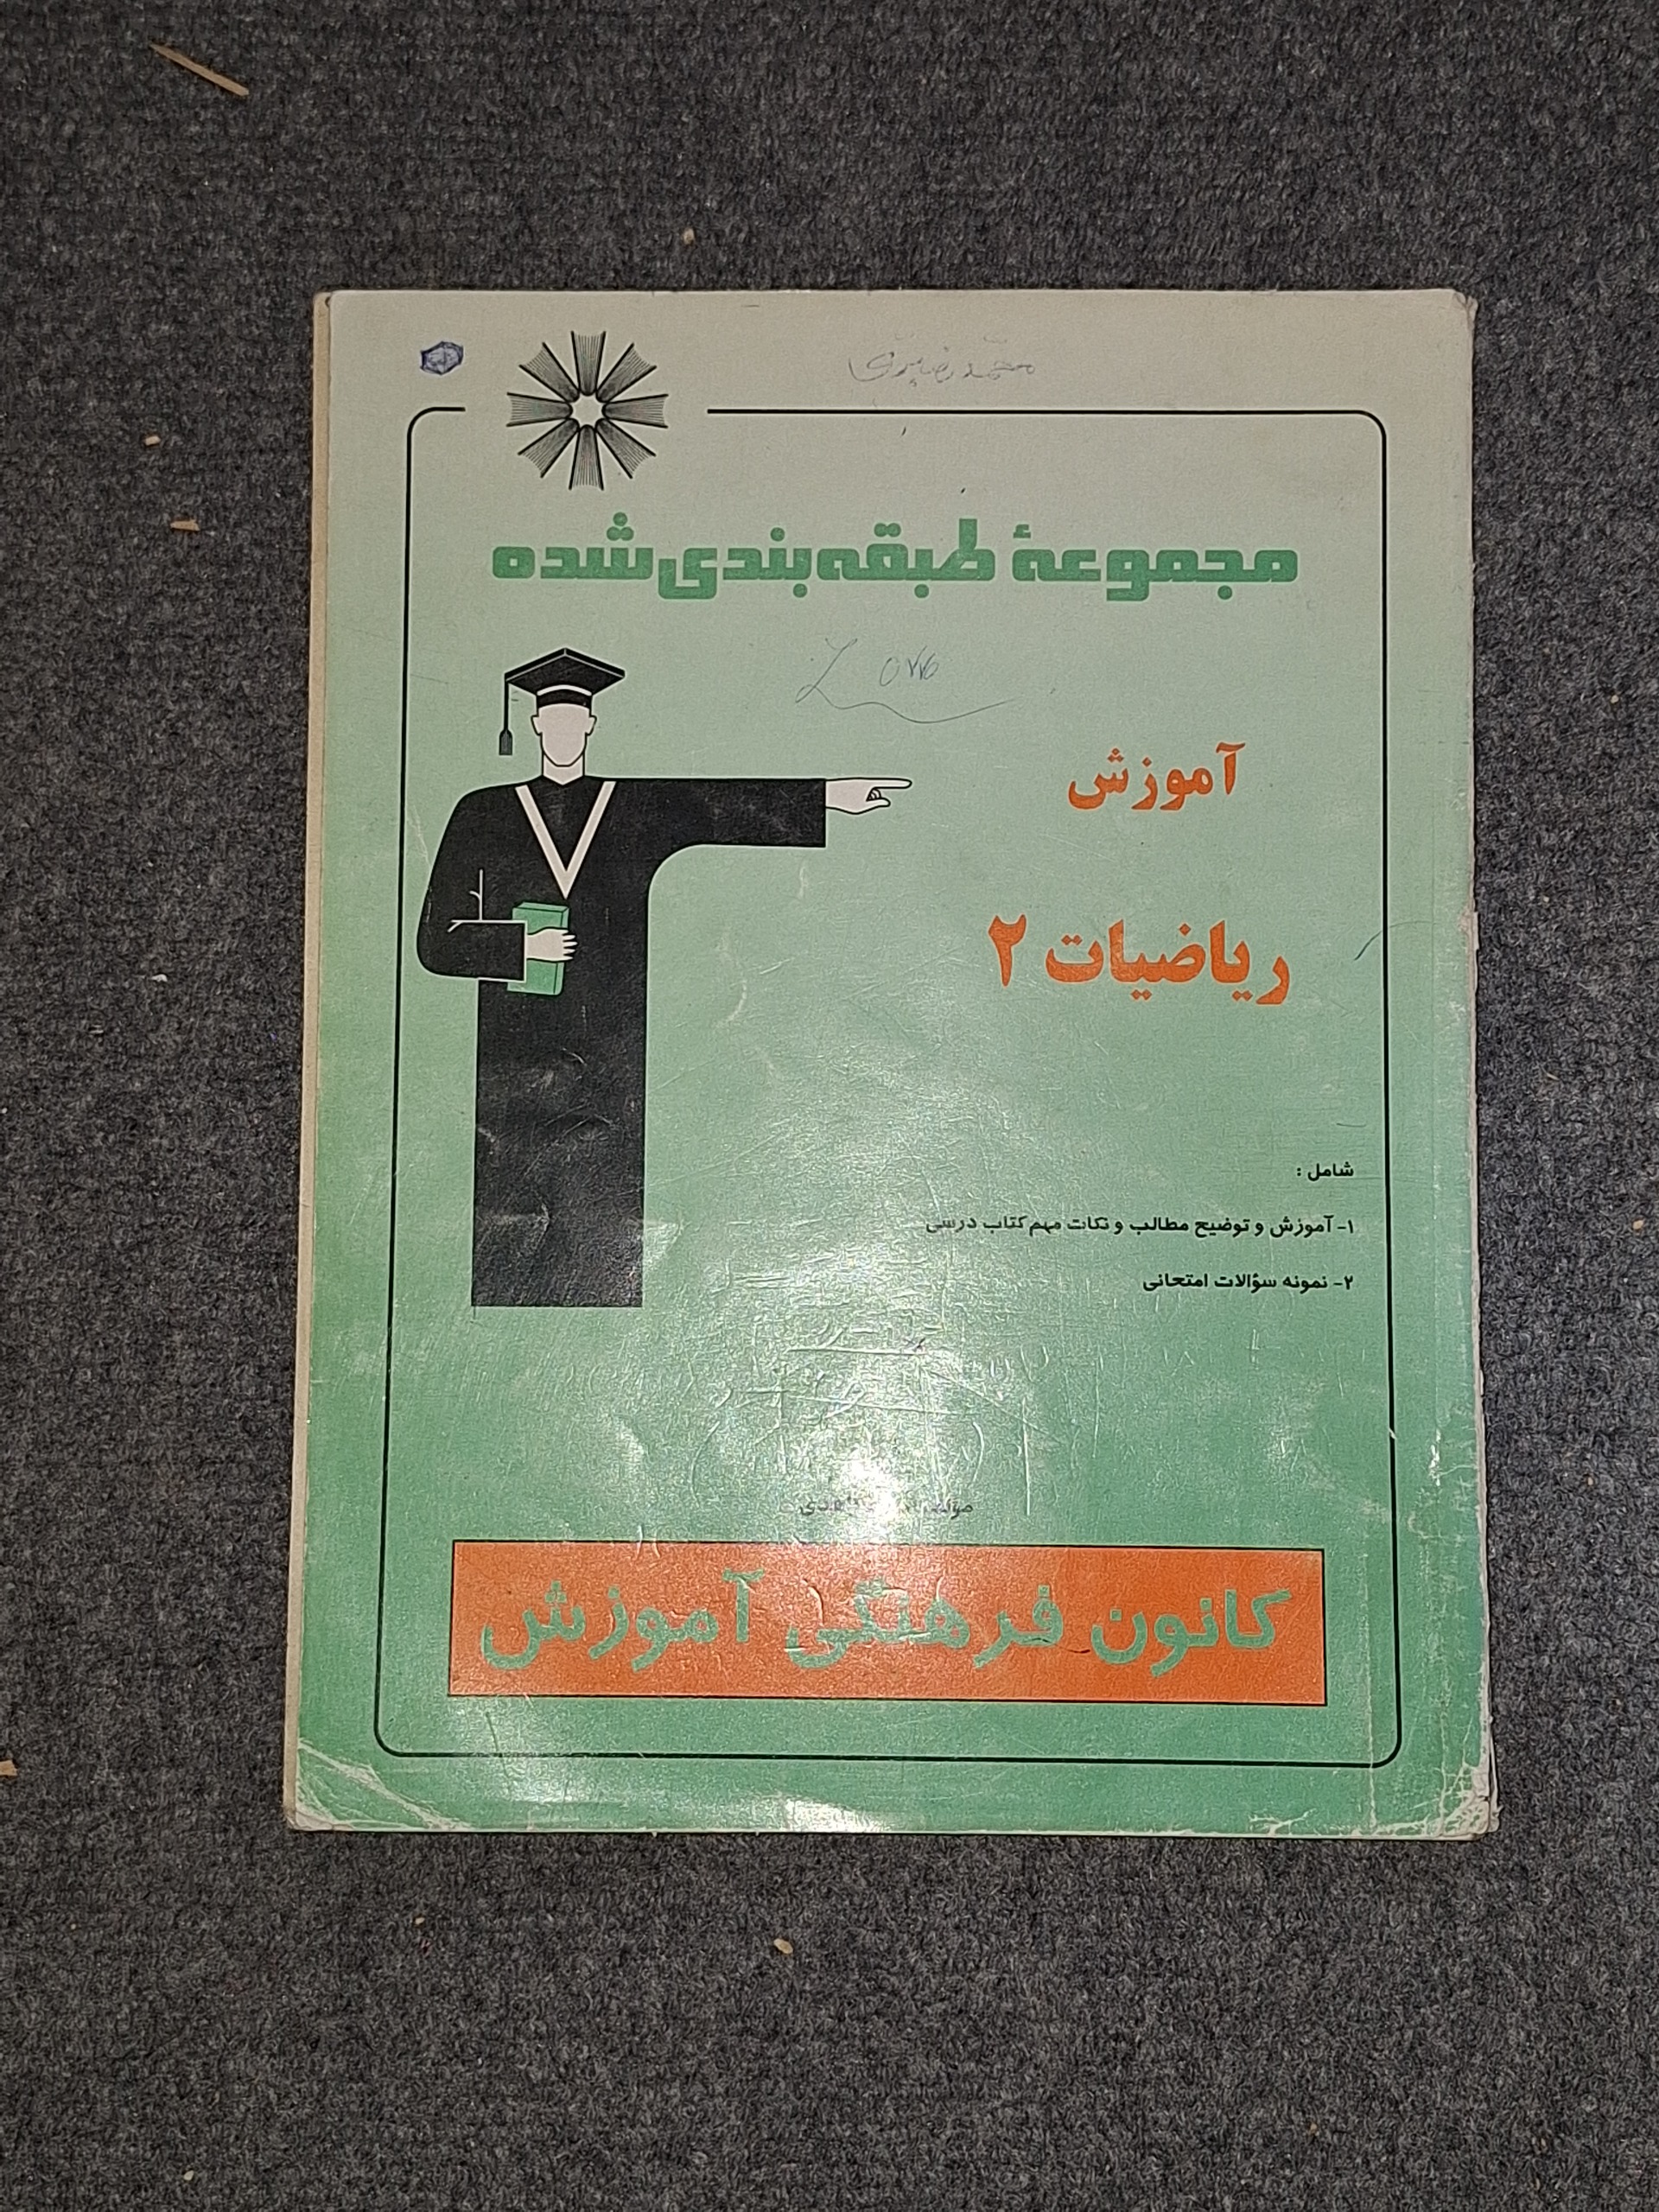 مجموعهٔ طبقه‌بندی شده
آموزش
ریاضیات ۲
شامل :
۱- آموزش و توضیح مطالب و نکات مهم کتاب درسی
۲- نمونه سؤالات امتحانی
کانون فرهنگی آموزش